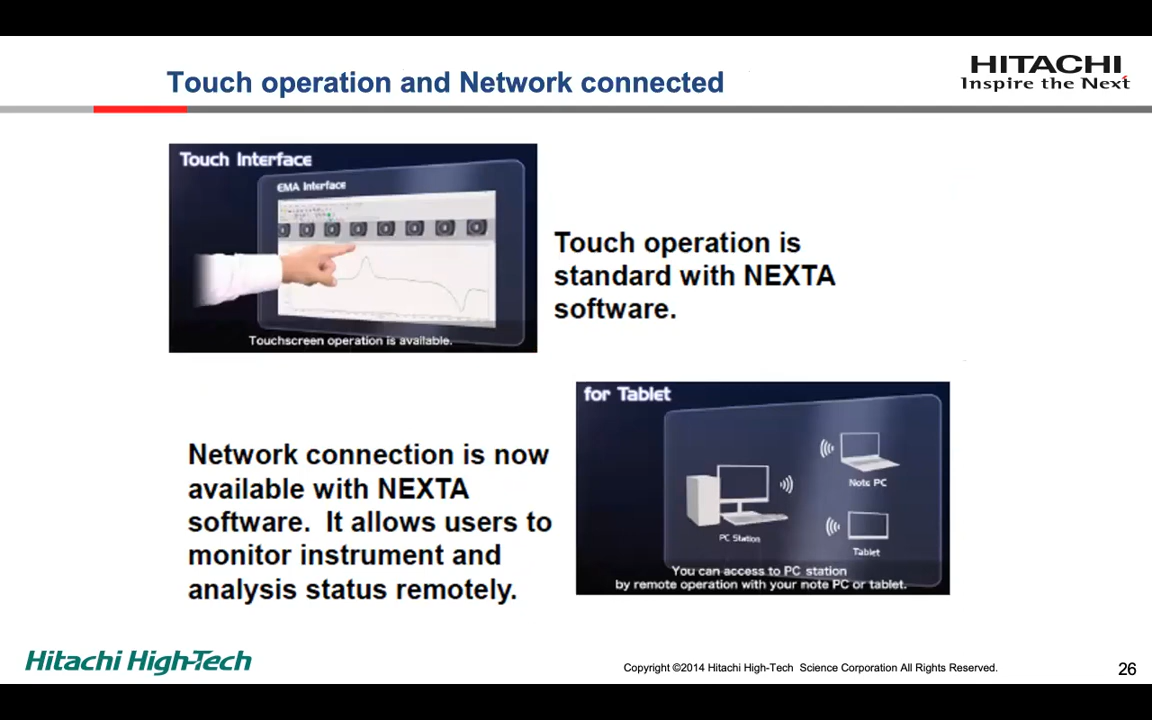 Touch operation and Network connected
HITACHI
Inspire the Next
Touch Interface
EMA Interface
Touchscreen operation is available.
Touch operation is
standard with NEXTA
software.
for Tablet
Note PC
PC Station
Tablet
You can access to PC station
by remote operation with your note PC or tablet.
Network connection is now
available with NEXTA
software. It allows users to
monitor instrument and
analysis status remotely.
Hitachi High-Tech
Copyright ©2014 Hitachi High-Tech Science Corporation All Rights Reserved.
26